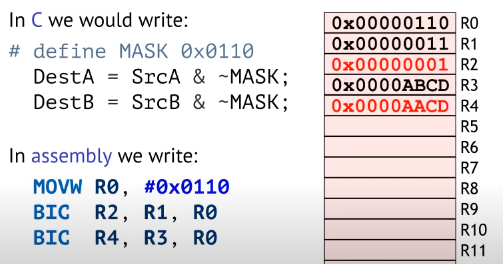 In C we would write:
# define MASK 0x0110
DestA = SrcA & ~MASK;
DestB = SrcB & ~MASK;
In assembly we write:
MOVW R0, #0x0110
BIC R2, R1, R0
BIC R4, R3, R0
0x00000110 R0
0x00000011 R1
0x00000001 R2
0x0000ABCD R3
0x0000AACD R4
R5
R6
R7
R8
R9
R10
R11